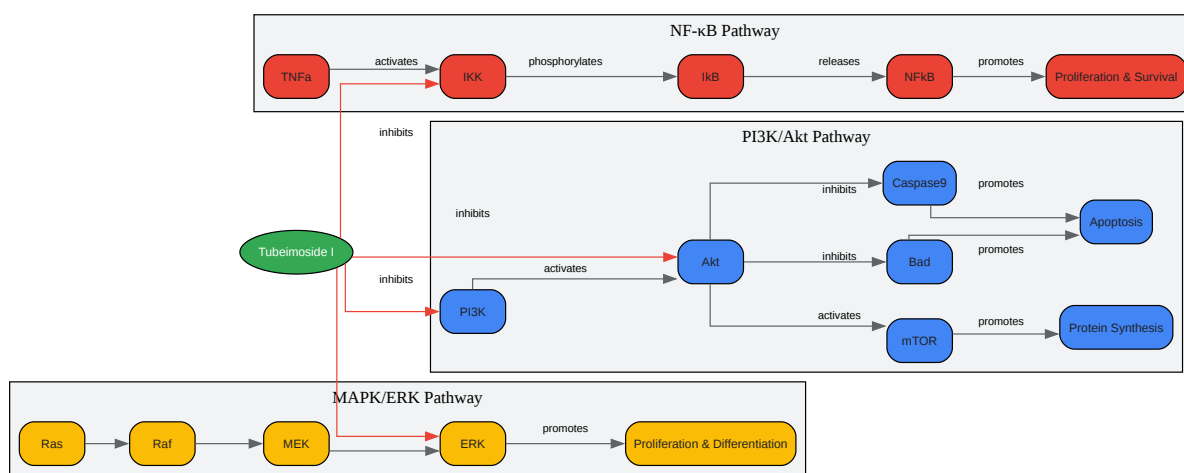 NF-κB Pathway
TNFa
activates
IKK
phosphorylates
IkB
releases
NFkB
promotes
Proliferation & Survival
inhibits
PI3K/Akt Pathway
Caspase9
promotes
inhibits
inhibits
Apoptosis
Tubeimoside I
Akt
inhibits
Bad
promotes
activates
inhibits
PI3K
activates
mTOR
promotes
Protein Synthesis
MAPK/ERK Pathway
Ras
Raf
MEK
ERK
promotes
Proliferation & Differentiation